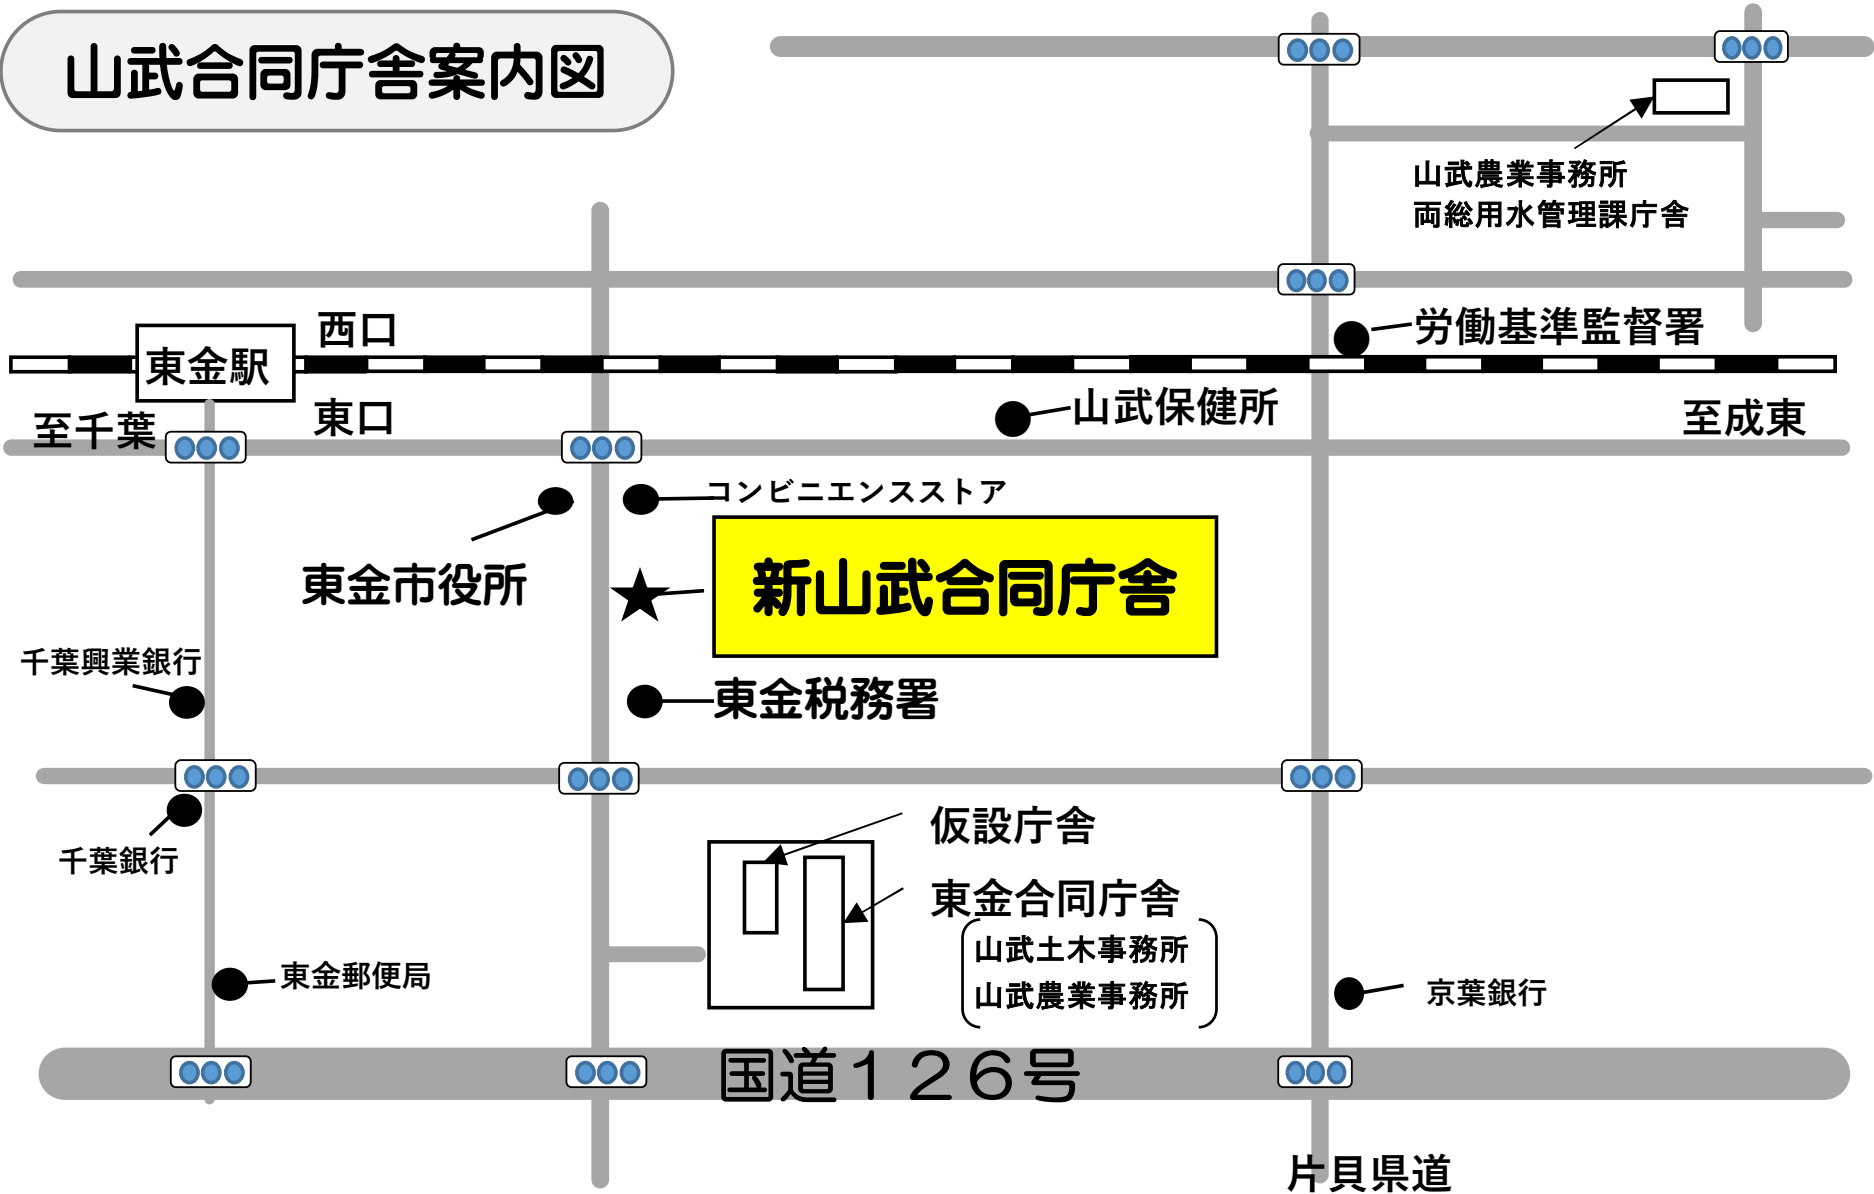 山武合同庁舎案内図
山武農業事務所
両総用水管理課庁舎
西口
東金駅
労働基準監督署
東口
至千葉
山武保健所
至成東
コンビニエンスストア
東金市役所
新山武合同庁舎
千葉興業銀行
東金税務署
千葉銀行
仮設庁舎
東金合同庁舎
山武土木事務所
山武農業事務所
東金郵便局
京葉銀行
国道１２６号
片貝県道